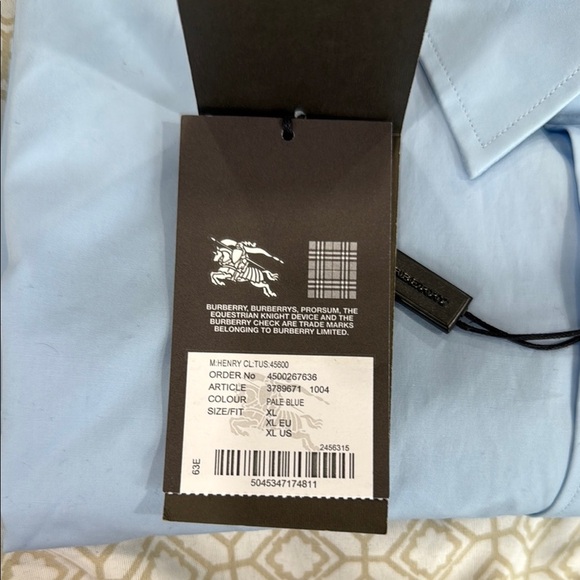 BURBERRY, BURBERRYS, PRORSUM, THE
EQUESTRIAN KNIGHT DEVICE AND THE
BURBERRY CHECK ARE TRADE MARKS
BELONGING TO BURBERRY LIMITED.
M:HENRY CL:TUS:45600
ORDER No 4500267636
ARTICLE 3789671 1004
COLOUR PALE BLUE
SIZE/FIT XL
XL EU
XL US
2456315
63E
5045347174811
BURBERRY